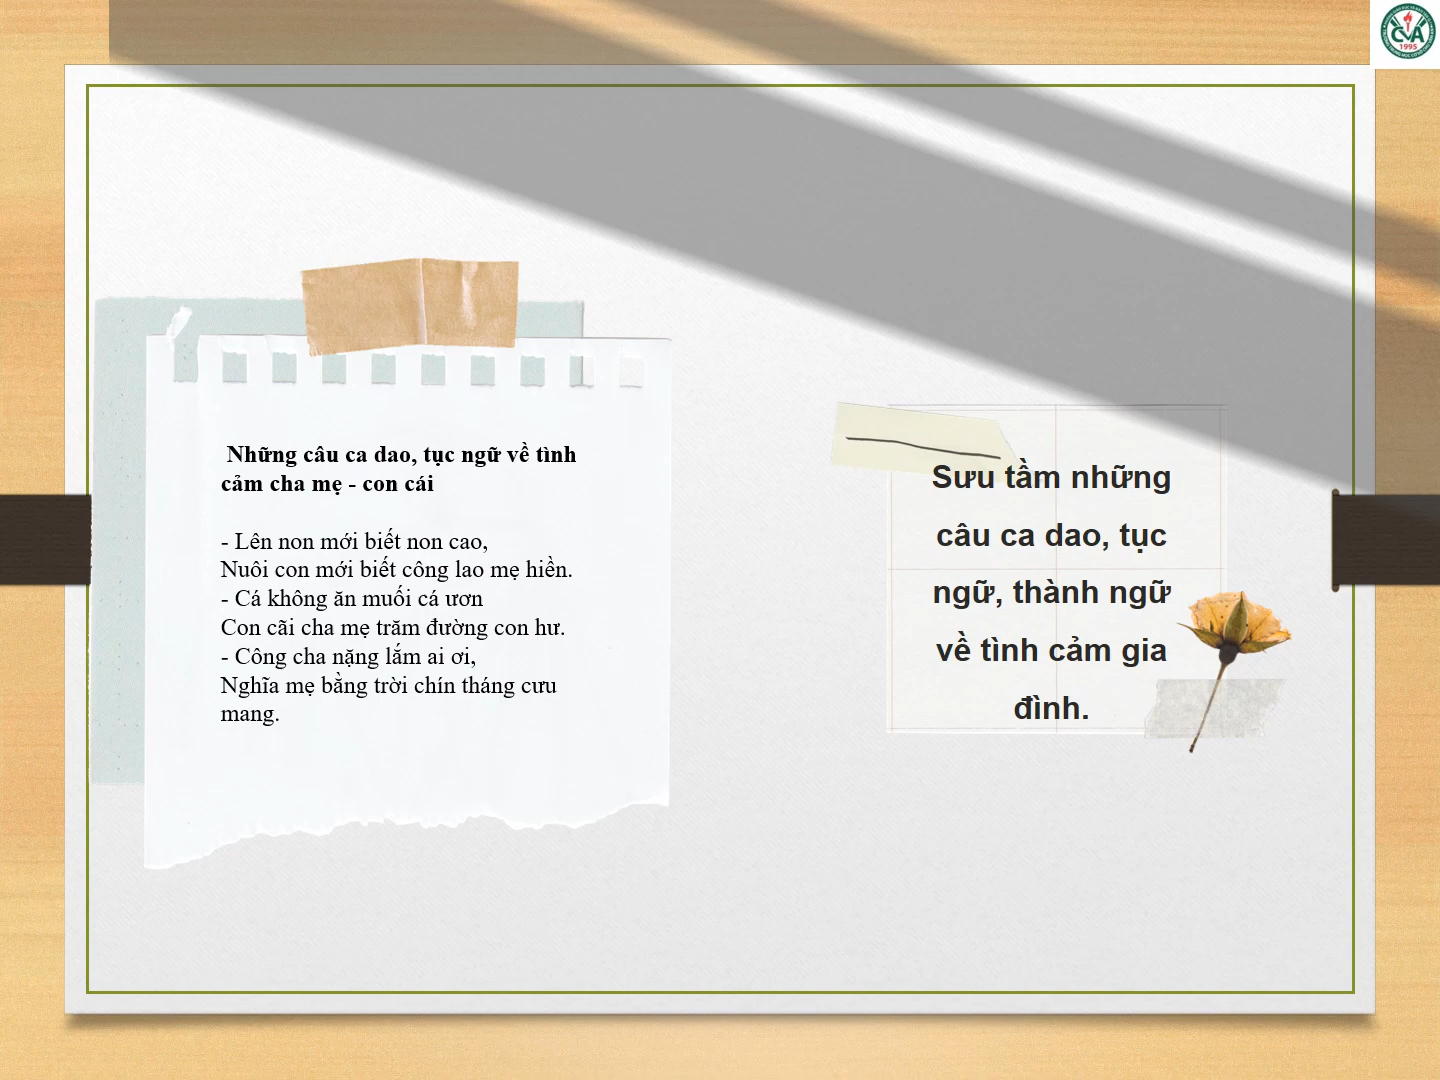 Những câu ca dao, tục ngữ về tình
cảm cha mẹ - con cái
- Lên non mới biết non cao,
Nuôi con mới biết công lao mẹ hiền.
- Cá không ăn muối cá ươn
Con cãi cha mẹ trăm đường con hư.
- Công cha nặng lắm ai ơi,
Nghĩa mẹ bằng trời chín tháng cưu
mang.
Sưu tầm những
câu ca dao, tục
ngữ, thành ngữ
về tình cảm gia
đình.
CVA
1995